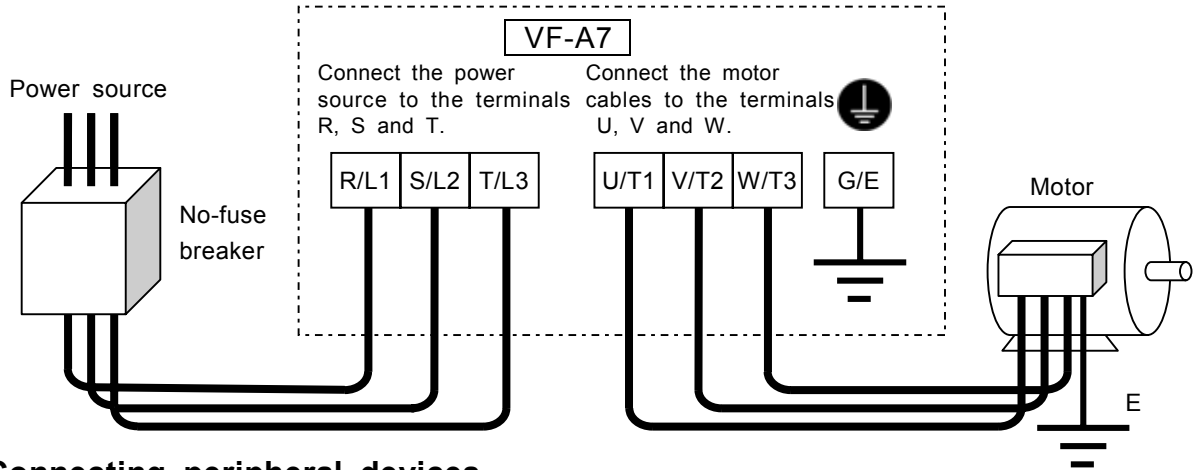 VF-A7
Power source
Connect the power
source to the terminals
R, S and T.
Connect the motor
cables to the terminals
U, V and W.
R/L1 S/L2 T/L3
U/T1 V/T2 W/T3
G/E
No-fuse
breaker
Motor
E
Connecting peripheral devices